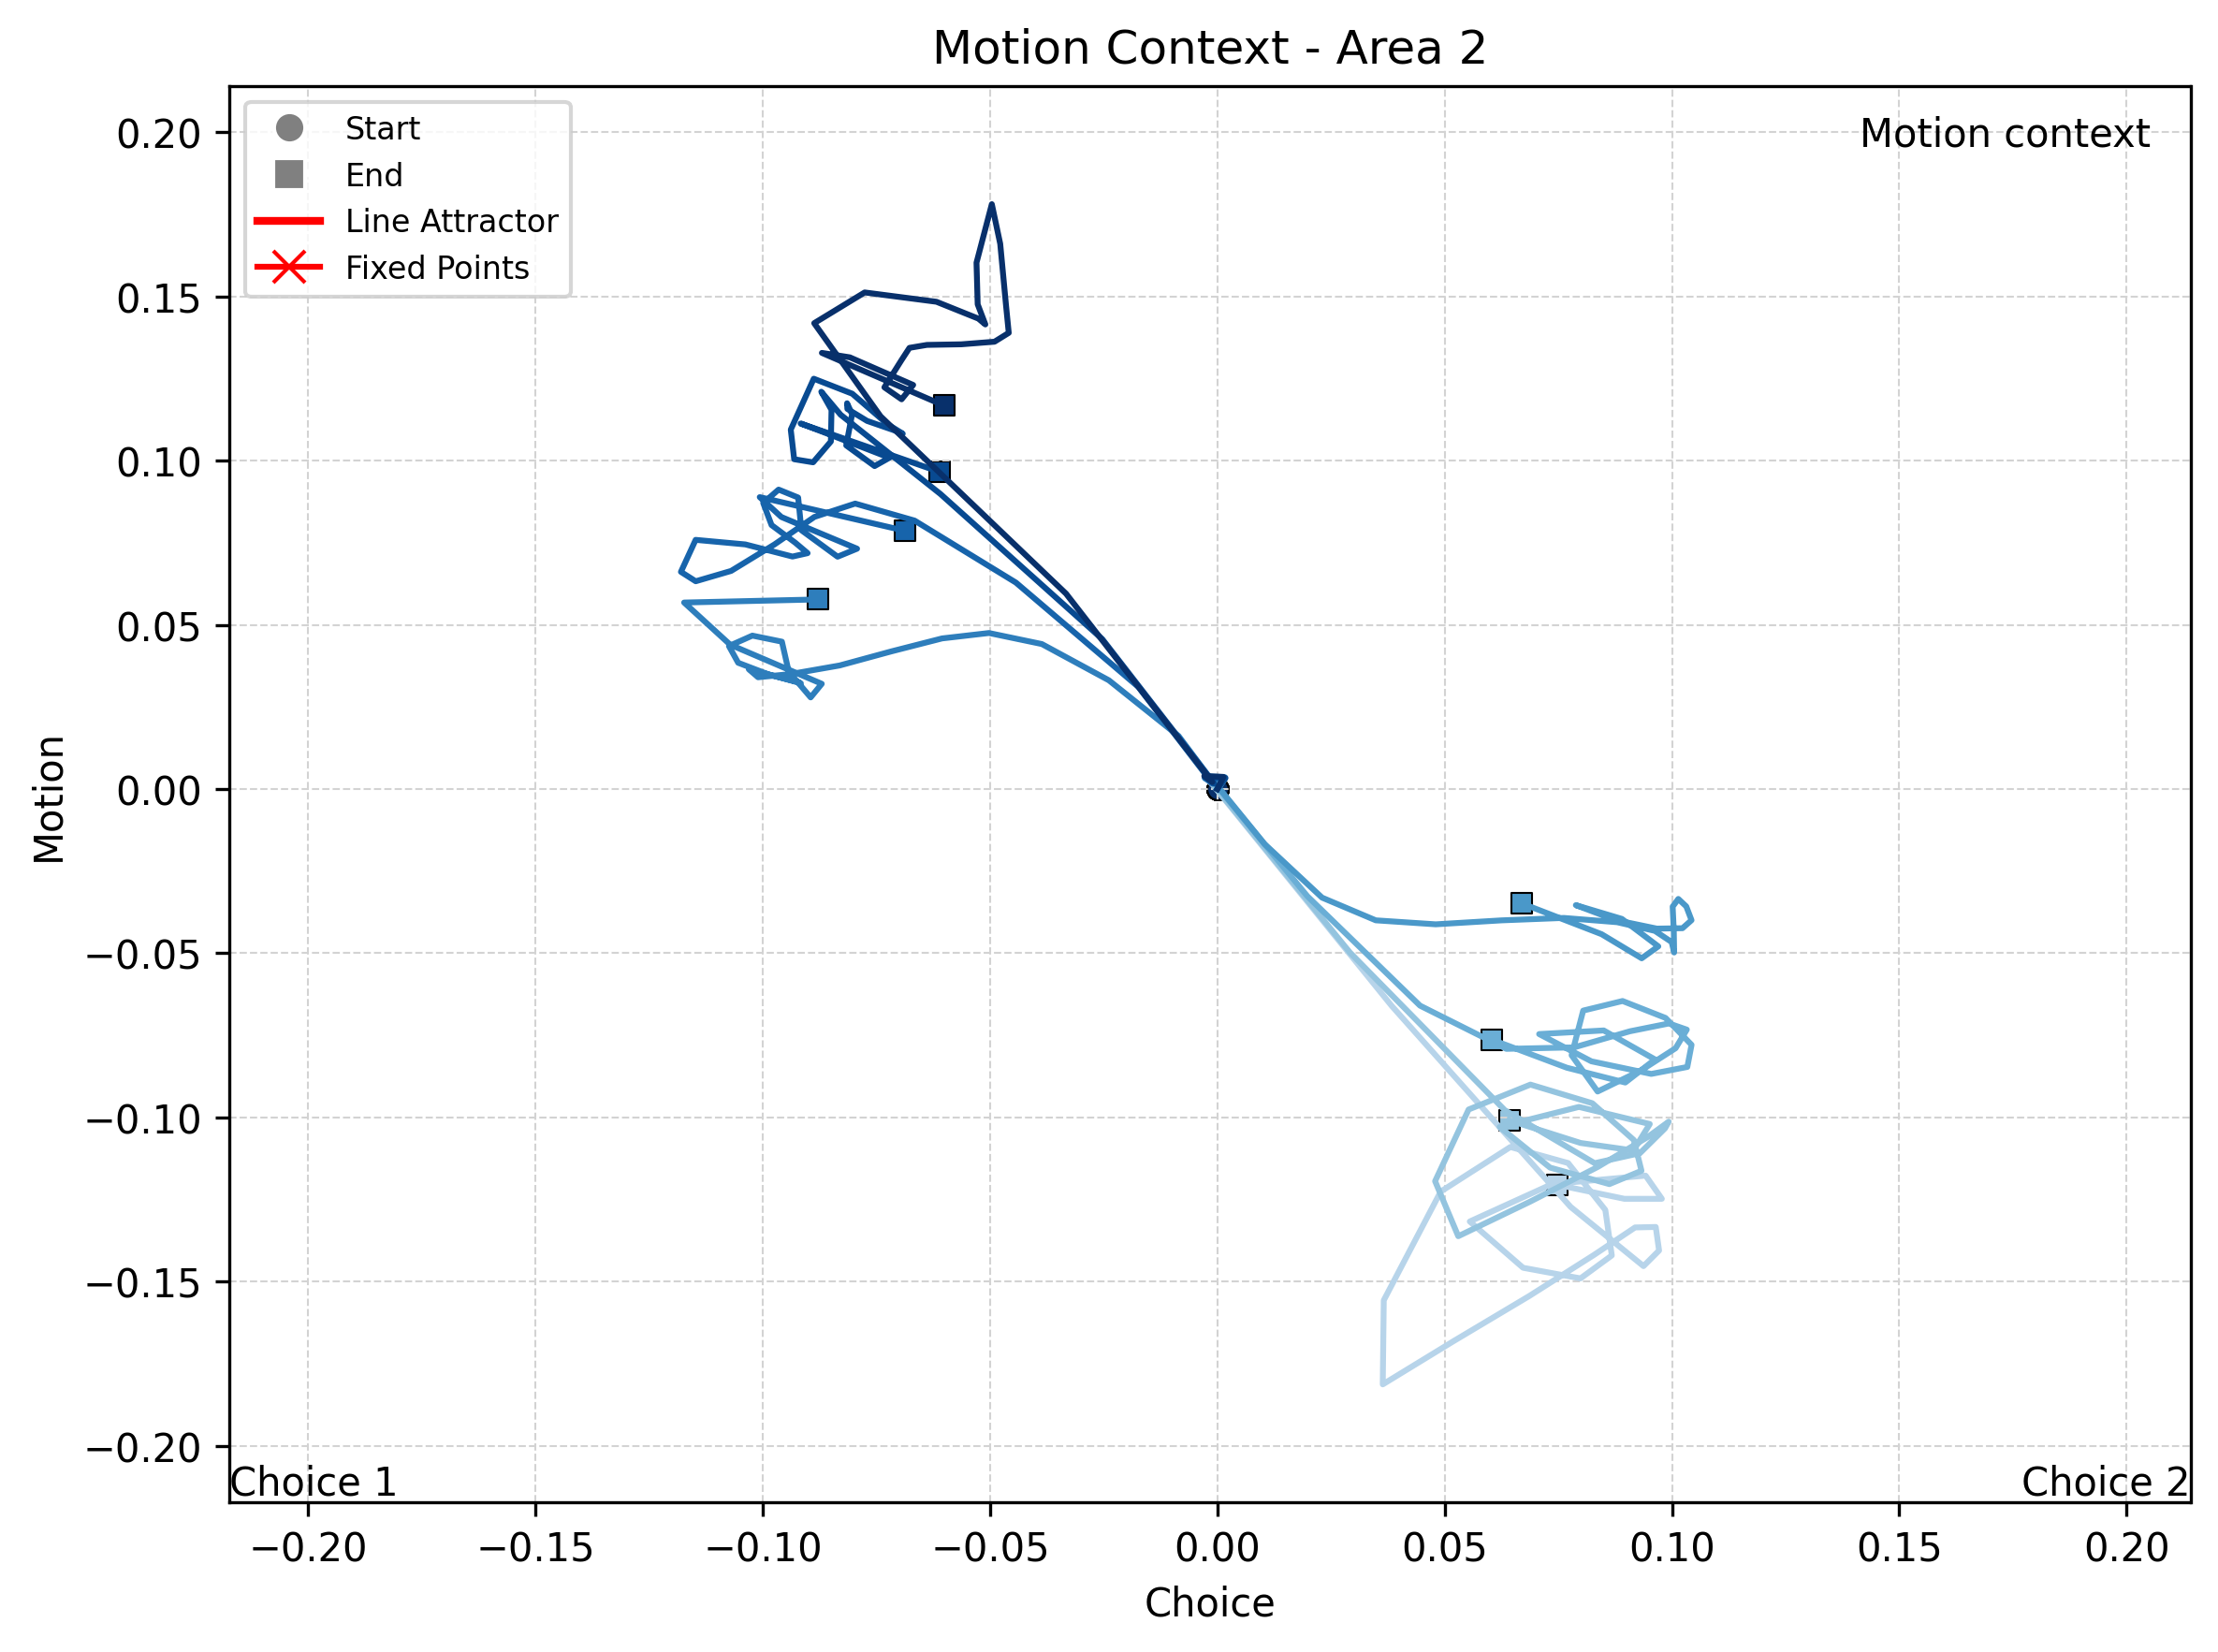 Motion Context - Area 2
Start
End
Line Attractor
Fixed Points
Motion context
0.20
0.15
0.10
0.05
0.00
−0.05
−0.10
−0.15
−0.20
Motion
Choice 1
Choice 2
−0.20 −0.15 −0.10 −0.05 0.00 0.05 0.10 0.15 0.20
Choice